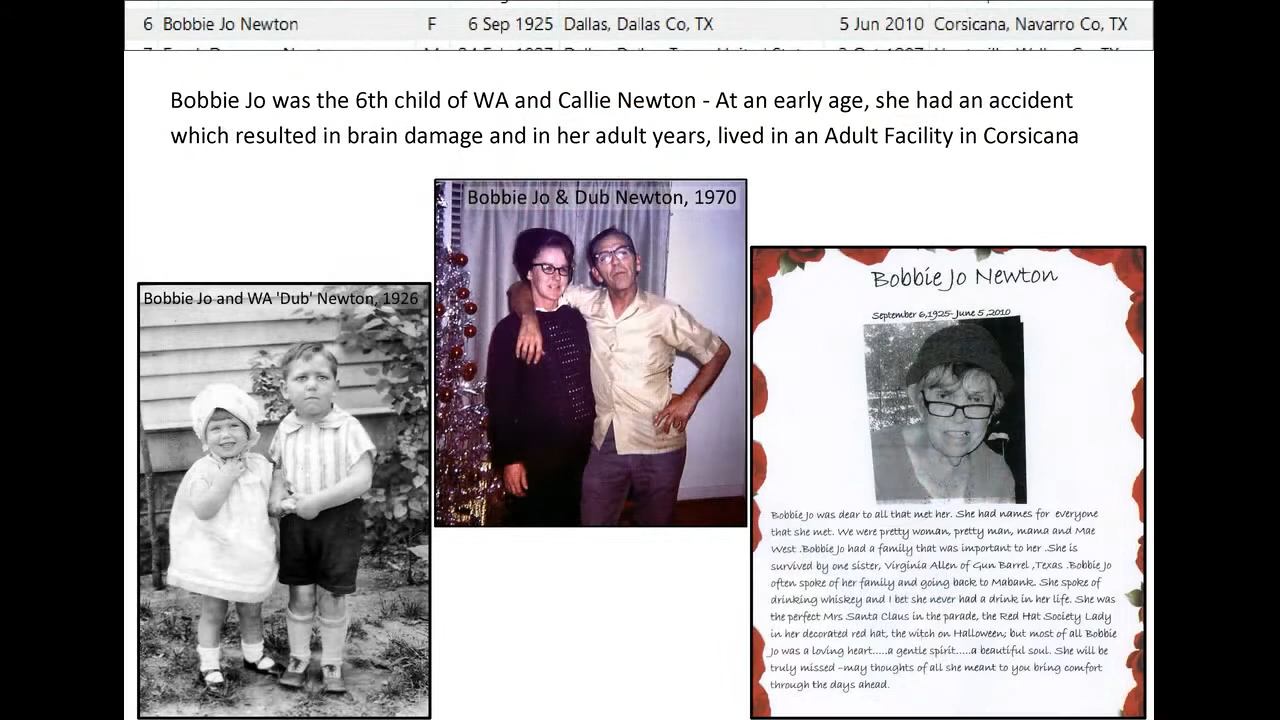 6 Bobbie Jo Newton F 6 Sep 1925 Dallas, Dallas Co, TX 5 Jun 2010 Corsicana, Navarro Co, TX
Bobbie Jo was the 6th child of WA and Callie Newton - At an early age, she had an accident
which resulted in brain damage and in her adult years, lived in an Adult Facility in Corsicana
Bobbie Jo and WA 'Dub' Newton, 1926
Bobbie Jo & Dub Newton, 1970
Bobbie Jo Newton
September 6,1925- June 5 ,2010
Bobbie Jo was dear to all that met her. She had names for everyone
that she met. We were pretty woman, pretty man, mama and Mae
West .Bobbie Jo had a family that was important to her .She is
survived by one sister, Virginia Allen of Gun Barrel ,Texas .Bobbie Jo
often spoke of her family and going back to Mabank. She spoke of
drinking whiskey and I bet she never had a drink in her life. She was
the perfect Mrs Santa Claus in the parade, the Red Hat Society Lady
in her decorated red hat, the witch on Halloween; but most of all Bobbie
Jo was a loving heart.....a gentle spirit.....a beautiful soul. She will be
truly missed -may thoughts of all she meant to you bring comfort
through the days ahead.